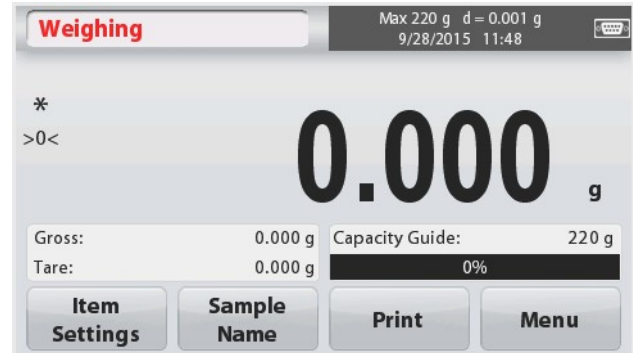 Weighing
Max 220 g d = 0.001 g
9/28/2015 11:48
*
>0<
0.000 g
Gross: 0.000 g
Tare: 0.000 g
Capacity Guide: 220 g
0%
Item
Settings
Sample
Name
Print
Menu